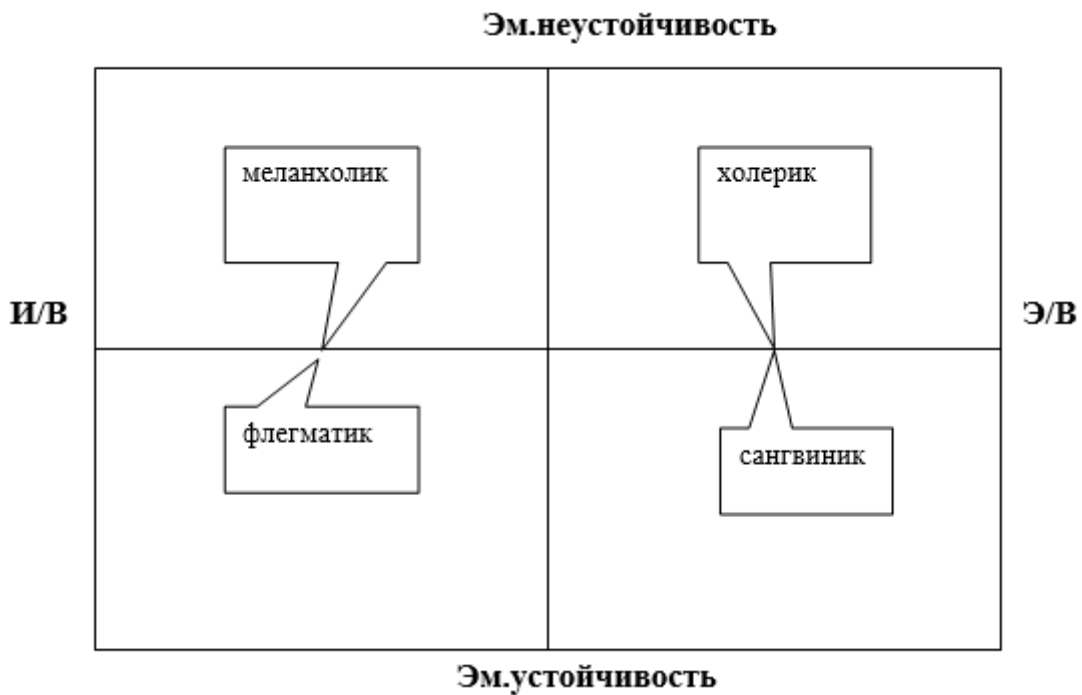 Эм.неустойчивость
меланхолик
холерик
И/В
Э/В
флегматик
сангвиник
Эм.устойчивость